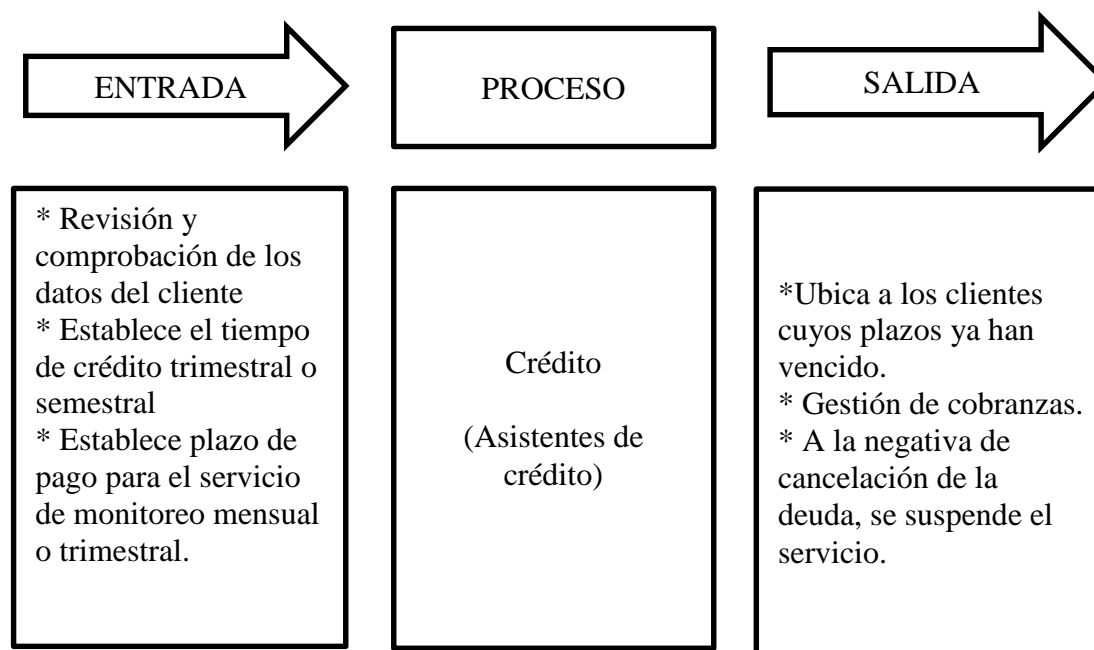 ENTRADA
PROCESO
SALIDA
* Revisión y
comprobación de los
datos del cliente
* Establece el tiempo
de crédito trimestral o
semestral
* Establece plazo de
pago para el servicio
de monitoreo mensual
o trimestral.
Crédito
(Asistentes de
crédito)
*Ubica a los clientes
cuyos plazos ya han
vencido.
* Gestión de cobranzas.
* A la negativa de
cancelación de la
deuda, se suspende el
servicio.